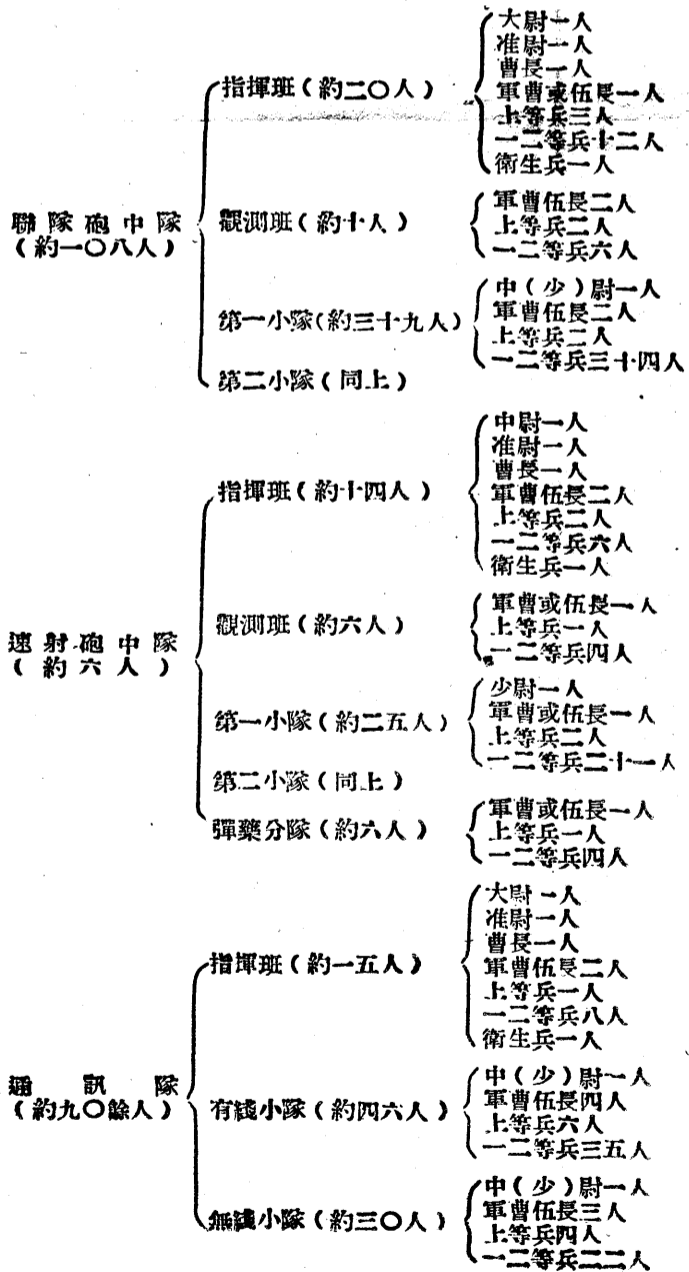 聯隊砲中隊
(約一〇八人)
指揮班(約二〇人)
大尉一人
准尉一人
曹長一人
軍曹或伍長一人
上等兵三人
一二等兵十二人
衛生兵一人
觀測班(約十人)
軍曹伍長二人
上等兵二人
一二等兵六人
第一小隊(約三十九人)
中(少)尉一人
軍曹伍長二人
上等兵二人
一二等兵三十四人
第二小隊(同上)
速射砲中隊
(約六人)
指揮班(約十四人)
中尉一人
准尉一人
曹長一人
軍曹伍長二人
上等兵二人
一二等兵六人
衛生兵一人
觀測班(約六人)
軍曹或伍長一人
上等兵一人
一二等兵四人
第一小隊(約二五人)
少尉一人
軍曹或伍長一人
上等兵二人
一二等兵二十一人
第二小隊(同上)
彈藥分隊(約六人)
軍曹或伍長一人
上等兵一人
一二等兵四人
通訊隊
(約九〇餘人)
指揮班(約一五人)
大尉一人
准尉一人
曹長一人
軍曹伍長二人
上等兵一人
一二等兵八人
衛生兵一人
有綫小隊(約四六人)
中(少)尉一人
軍曹伍長四人
上等兵六人
一二等兵三五人
無綫小隊(約三〇人)
中(少)尉一人
軍曹伍長三人
上等兵四人
一二等兵二二人